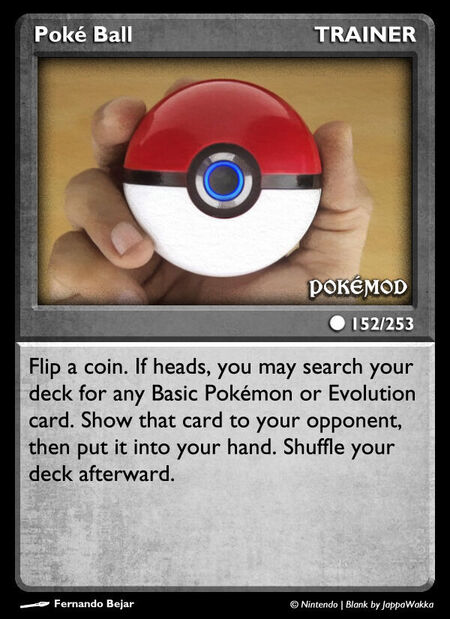 Poké Ball TRAINER
POKÉMOD
152/253
Flip a coin. If heads, you may search your
deck for any Basic Pokémon or Evolution
card. Show that card to your opponent,
then put it into your hand. Shuffle your
deck afterward.
Fernando Bejar © Nintendo | Blank by JappaWakka